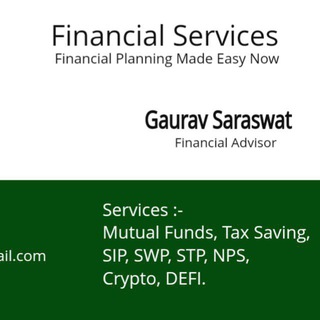 Financial Services
Financial Planning Made Easy Now
Gaurav Saraswat
Financial Advisor
Services :-
Mutual Funds, Tax Saving,
ail.com
SIP, SWP, STP, NPS,
Crypto, DEFI.